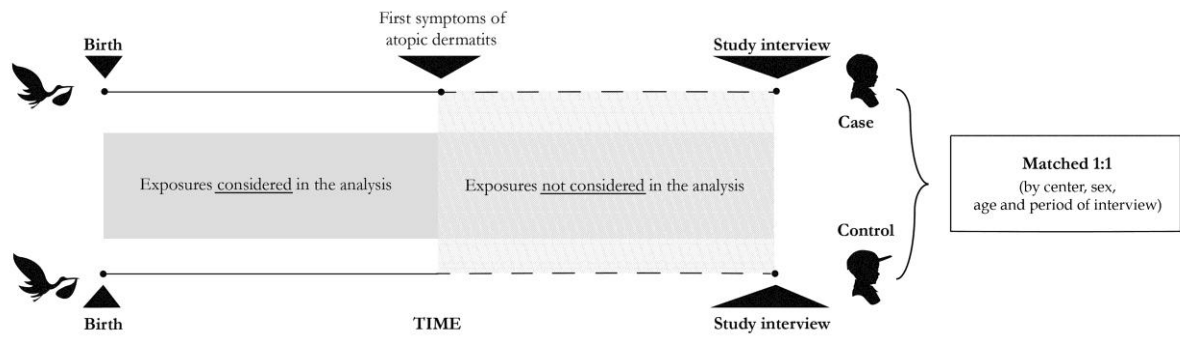 First symptoms of
atopic dermatits
Birth
Study interview
Case
Exposures considered in the analysis
Exposures not considered in the analysis
Matched 1:1
(by center, sex,
age and period of interview)
Control
Birth
TIME
Study interview